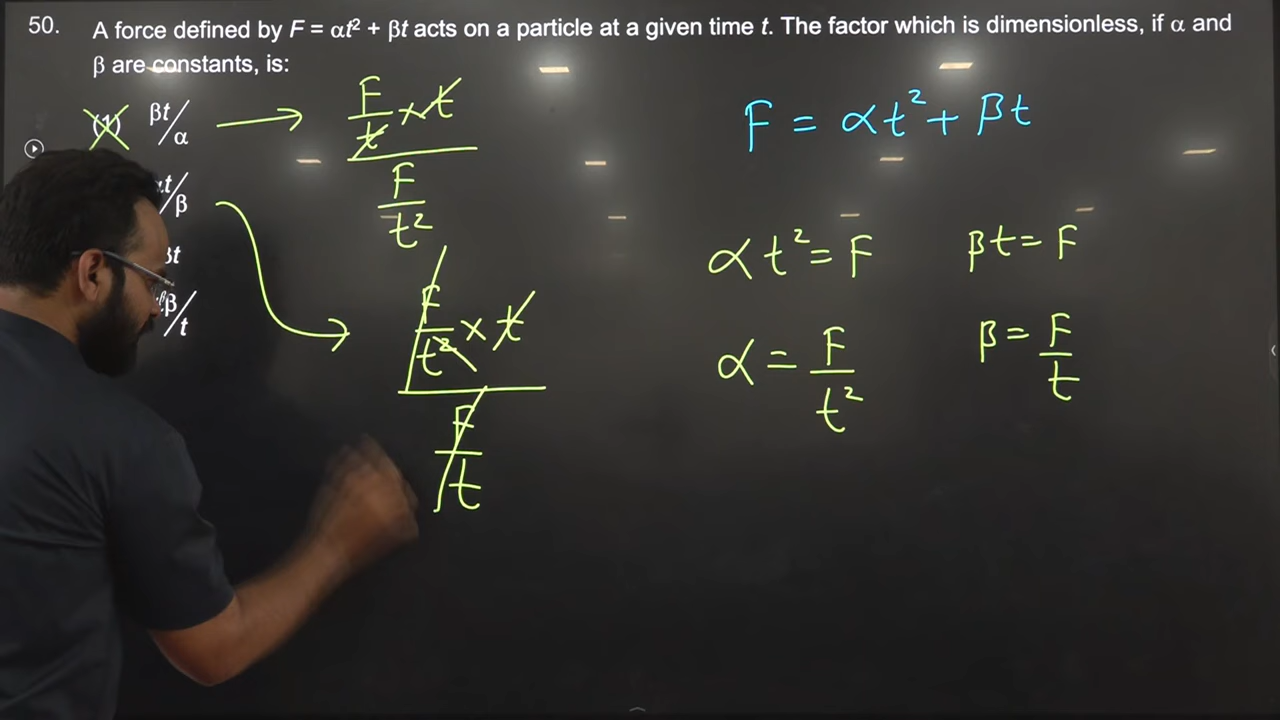 50. A force defined by F = αt² + βt acts on a particle at a given time t. The factor which is dimensionless, if α and
β are constants, is:
(1) βt/α → F/t × t / F/t²
t/β → F/t² × t / F/t
βt
β/t
F = αt² + βt
αt² = F βt = F
α = F/t² β = F/t